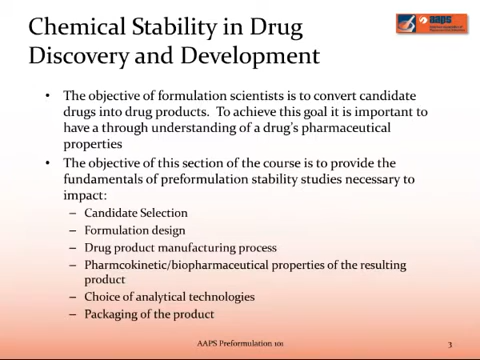 Chemical Stability in Drug
Discovery and Development
aaps
• The objective of formulation scientists is to convert candidate
drugs into drug products. To achieve this goal it is important to
have a through understanding of a drug's pharmaceutical
properties
• The objective of this section of the course is to provide the
fundamentals of preformulation stability studies necessary to
impact:
– Candidate Selection
– Formulation design
– Drug product manufacturing process
– Pharmcokinetic/biopharmaceutical properties of the resulting
product
– Choice of analytical technologies
– Packaging of the product
AAPS Preformulation 101
3